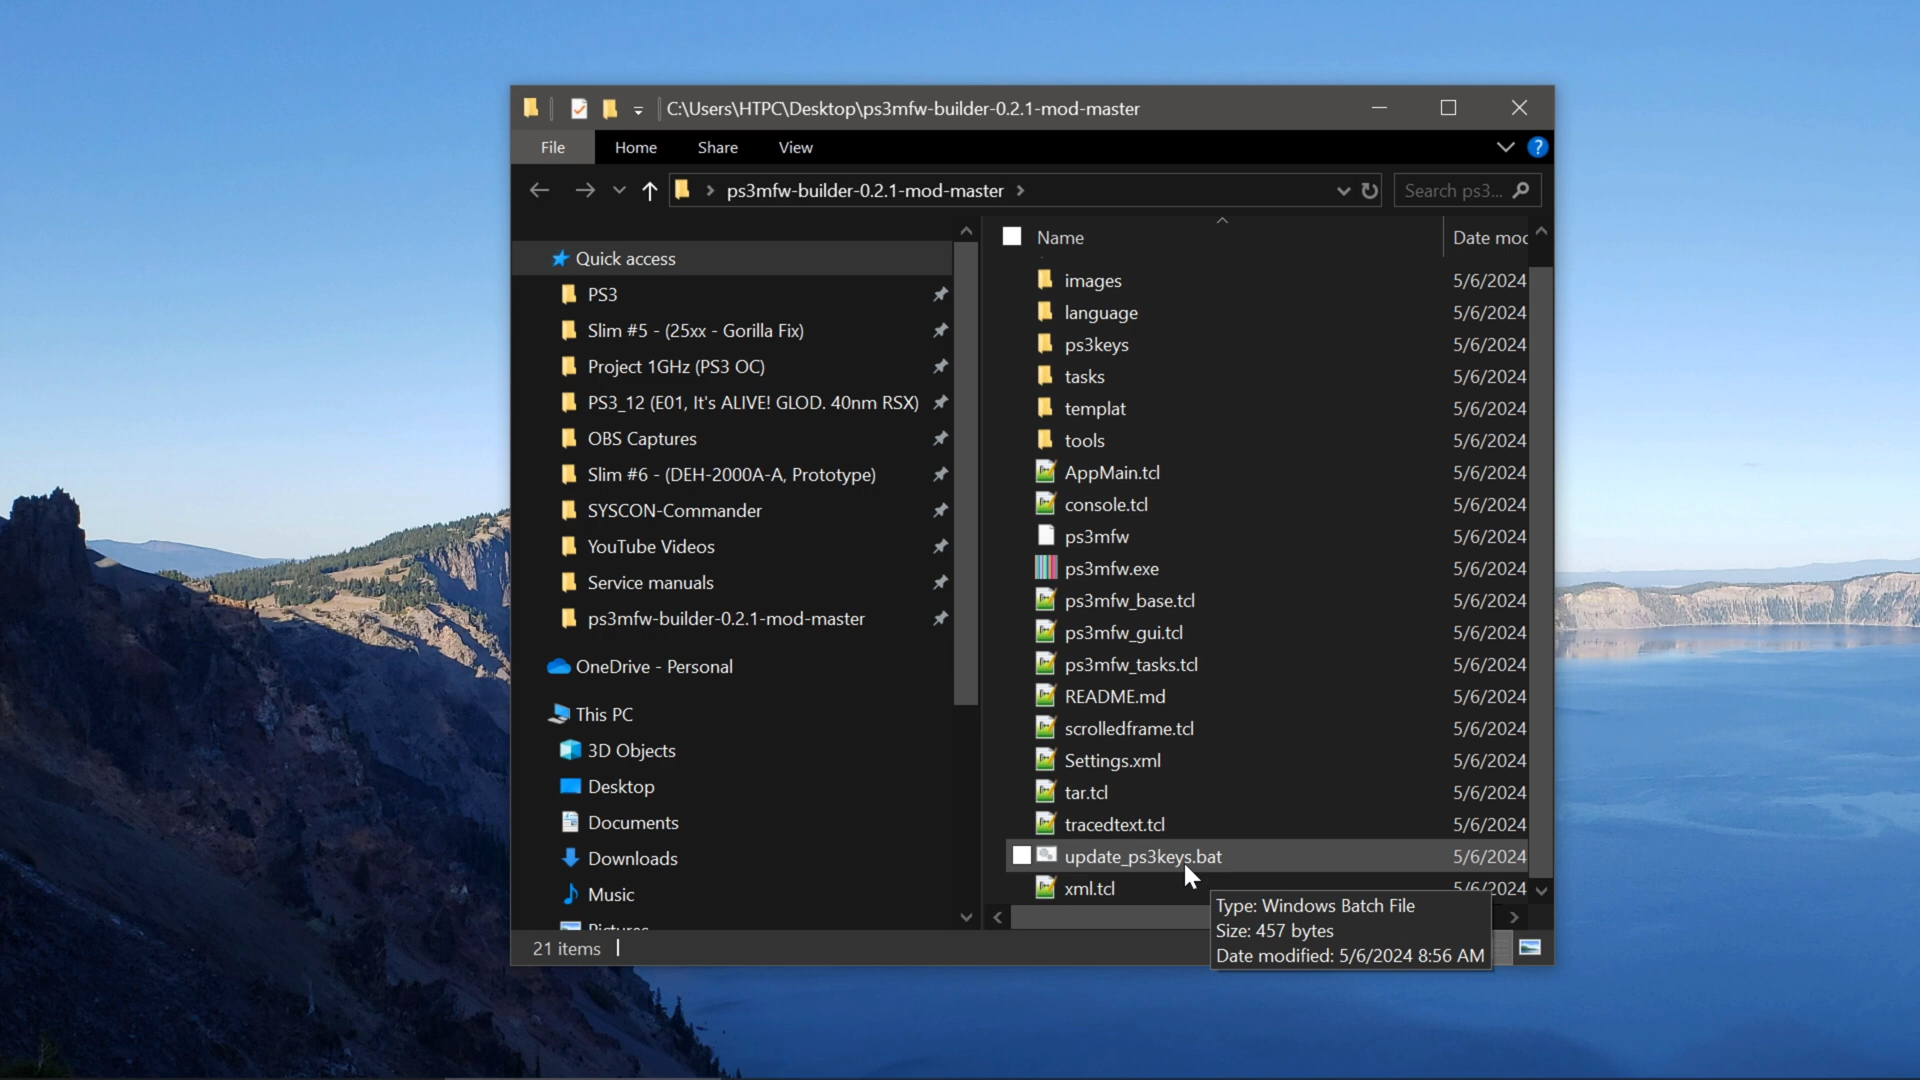 C:\Users\HTPC\Desktop\ps3mfw-builder-0.2.1-mod-master
File Home Share View
?
ps3mfw-builder-0.2.1-mod-master
Search ps3...
Quick access
PS3
Slim #5 - (25xx - Gorilla Fix)
Project 1GHz (PS3 OC)
PS3_12 (E01, It's ALIVE! GLOD. 40nm RSX)
OBS Captures
Slim #6 - (DEH-2000A-A, Prototype)
SYSCON-Commander
YouTube Videos
Service manuals
ps3mfw-builder-0.2.1-mod-master
OneDrive - Personal
This PC
3D Objects
Desktop
Documents
Downloads
Music
Pictures
Name Date mod
images 5/6/2024
language 5/6/2024
ps3keys 5/6/2024
tasks 5/6/2024
templat 5/6/2024
tools 5/6/2024
AppMain.tcl 5/6/2024
console.tcl 5/6/2024
ps3mfw 5/6/2024
ps3mfw.exe 5/6/2024
ps3mfw_base.tcl 5/6/2024
ps3mfw_gui.tcl 5/6/2024
ps3mfw_tasks.tcl 5/6/2024
README.md 5/6/2024
scrolledframe.tcl 5/6/2024
Settings.xml 5/6/2024
tar.tcl 5/6/2024
tracedtext.tcl 5/6/2024
update_ps3keys.bat 5/6/2024
xml.tcl 5/6/2024
Type: Windows Batch File
Size: 457 bytes
Date modified: 5/6/2024 8:56 AM
21 items